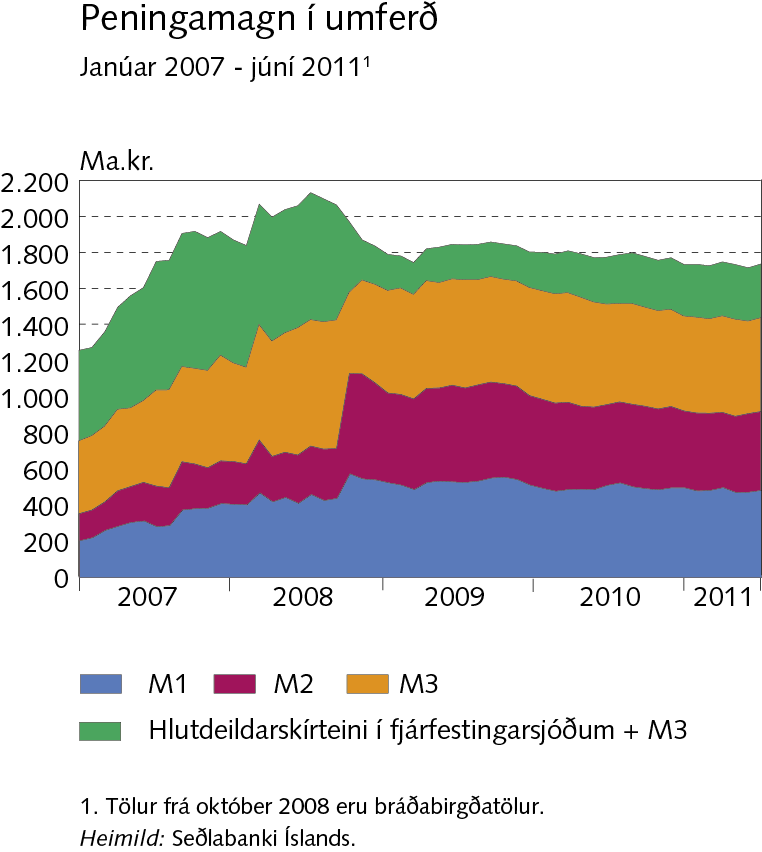 Peningamagn í umferð
Janúar 2007 - júní 2011¹
Ma.kr.
2.200
2.000
1.800
1.600
1.400
1.200
1.000
800
600
400
200
0
2007 2008 2009 2010 2011
M1 M2 M3
Hlutdeildarskírteini í fjárfestingarsjóðum + M3
1. Tölur frá október 2008 eru bráðabirgðatölur.
Heimild: Seðlabanki Íslands.